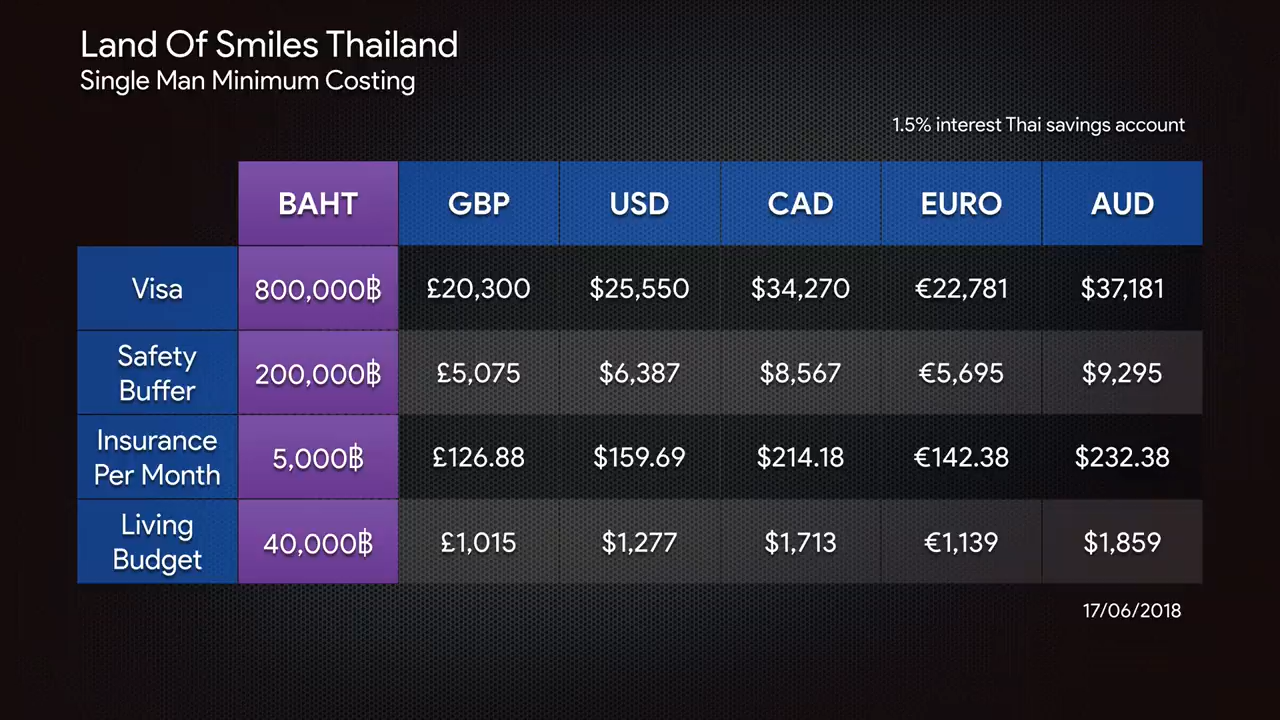 Land Of Smiles Thailand
Single Man Minimum Costing
1.5% interest Thai savings account
BAHT GBP USD CAD EURO AUD
Visa 800,000฿ £20,300 $25,550 $34,270 €22,781 $37,181
Safety
Buffer 200,000฿ £5,075 $6,387 $8,567 €5,695 $9,295
Insurance
Per Month 5,000฿ £126.88 $159.69 $214.18 €142.38 $232.38
Living
Budget 40,000฿ £1,015 $1,277 $1,713 €1,139 $1,859
17/06/2018